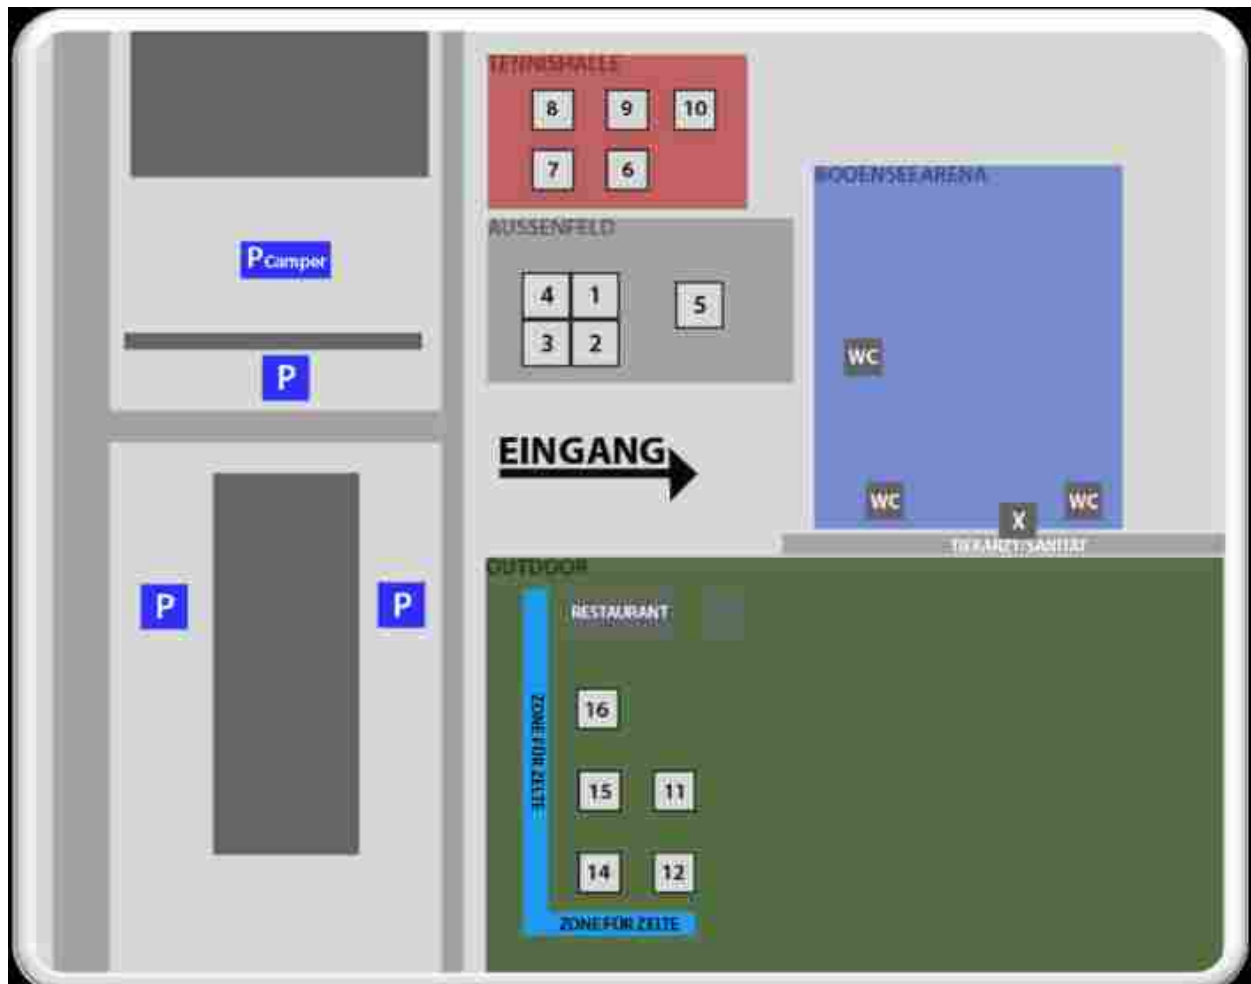 TENNISHALLE
8 9 10
7 6
BODENSEEARENA
AUSSENFELD
P Camper
4 1 5
3 2
P
WC
EINGANG
WC X WC
TIERARZT/SANITÄT
OUTDOOR
P P
RESTAURANT
16
ZONE FÜR ZELTE
15 11
14 12
ZONE FÜR ZELTE